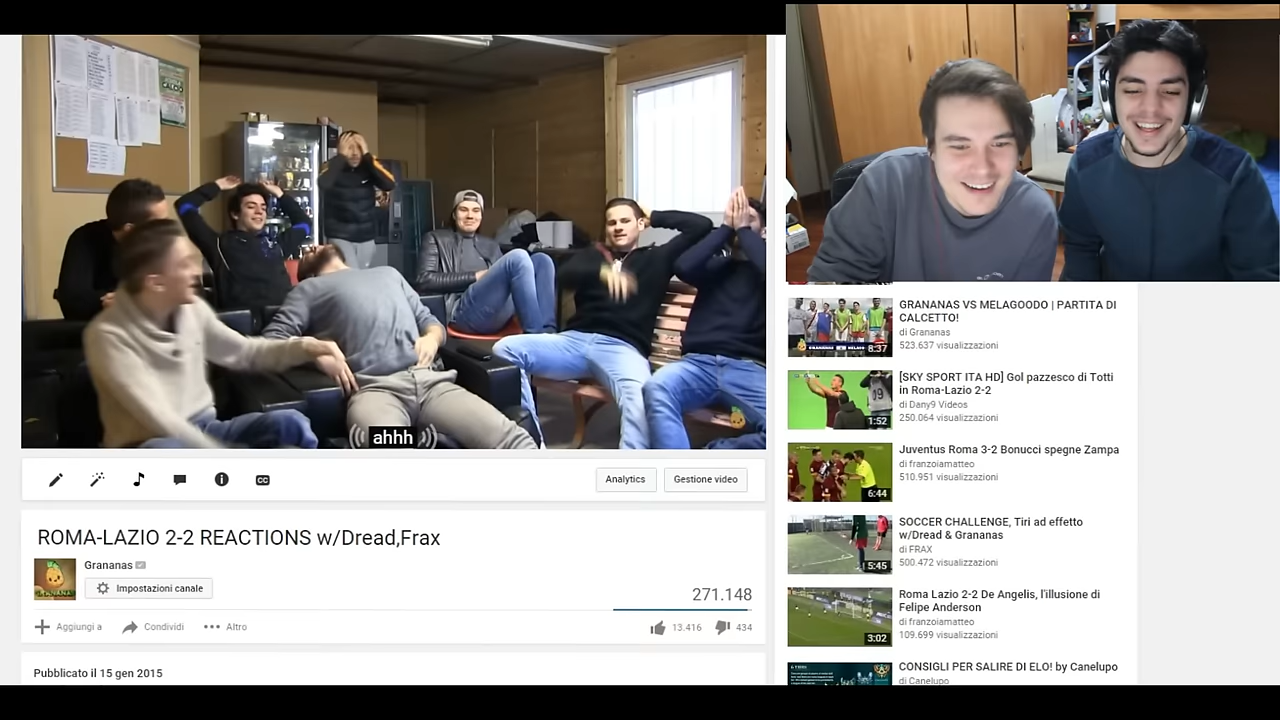 ahhh
Analytics
Gestione video
ROMA-LAZIO 2-2 REACTIONS w/Dread,Frax
Grananas
Impostazioni canale
271.148
Aggiungi a
Condividi
Altro
13.416
434
Pubblicato il 15 gen 2015
8:37
GRANANAS VS MELAGOODO | PARTITA DI
CALCETTO!
di Grananas
523.637 visualizzazioni
1:52
[SKY SPORT ITA HD] Gol pazzesco di Totti
in Roma-Lazio 2-2
di Dany9 Videos
250.064 visualizzazioni
6:44
Juventus Roma 3-2 Bonucci spegne Zampa
di franzoiamatteo
510.951 visualizzazioni
5:45
SOCCER CHALLENGE, Tiri ad effetto
w/Dread & Grananas
di FRAX
500.472 visualizzazioni
3:02
Roma Lazio 2-2 De Angelis, l'illusione di
Felipe Anderson
di franzoiamatteo
109.699 visualizzazioni
CONSIGLI PER SALIRE DI ELO! by Canelupo
di Canelupo